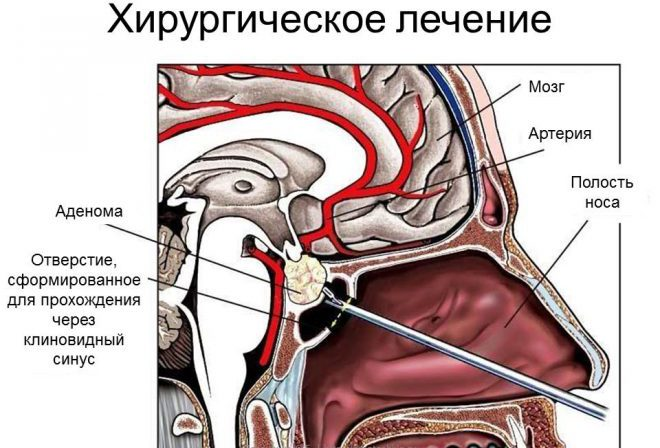 Хирургическое лечение
Мозг
Артерия
Полость
носа
Аденома
Отверстие,
сформированное
для прохождения
через
клиновидный
синус